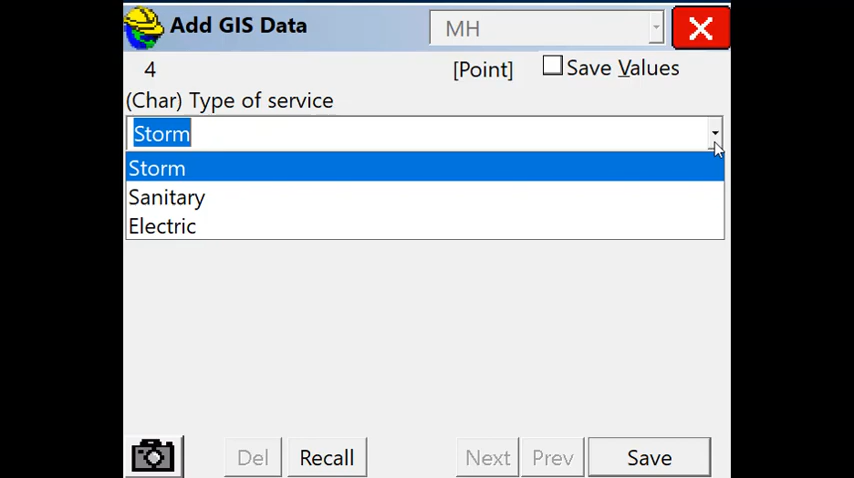 Add GIS Data MH
4 [Point] Save Values
(Char) Type of service
Storm
Storm
Sanitary
Electric
Del Recall Next Prev Save